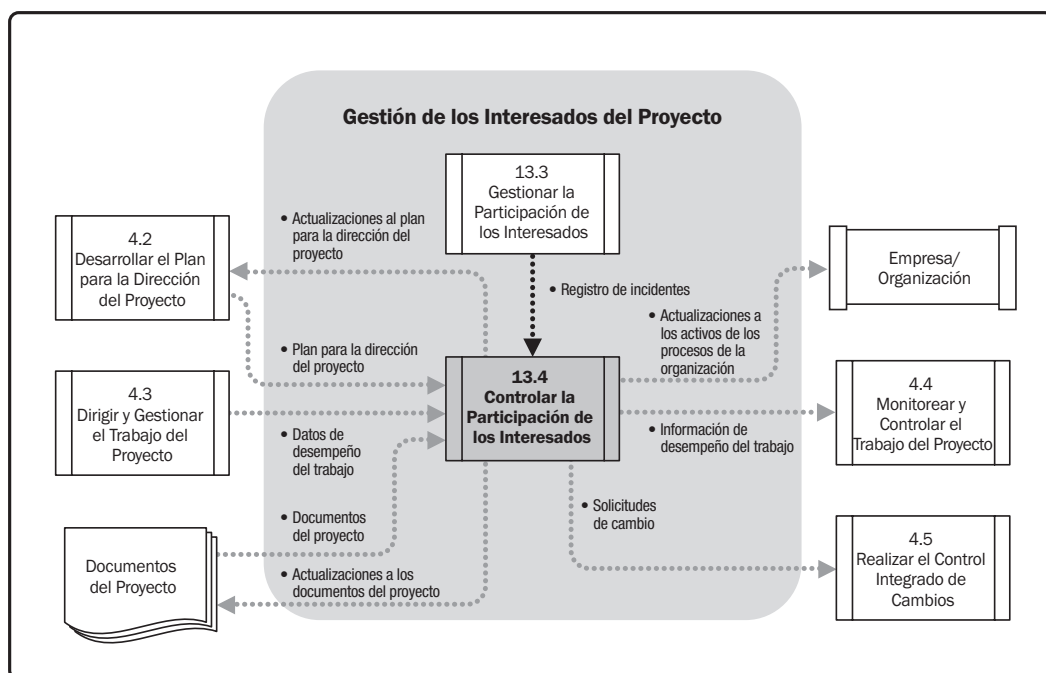 Gestión de los Interesados del Proyecto
13.3
Gestionar la
Participación de
los Interesados
• Actualizaciones al plan
para la dirección del
proyecto
4.2
Desarrollar el Plan
para la Dirección
del Proyecto
Empresa/
Organización
• Registro de incidentes
• Actualizaciones a
los activos de los
procesos de la
organización
• Plan para la dirección
del proyecto
13.4
Controlar la
Participación de
los Interesados
4.3
Dirigir y Gestionar
el Trabajo del
Proyecto
4.4
Monitorear y
Controlar el
Trabajo del Proyecto
• Datos de
desempeño
del trabajo
• Información de
desempeño del trabajo
• Documentos
del proyecto
• Solicitudes
de cambio
Documentos
del Proyecto
4.5
Realizar el Control
Integrado de
Cambios
• Actualizaciones a los
documentos del proyecto